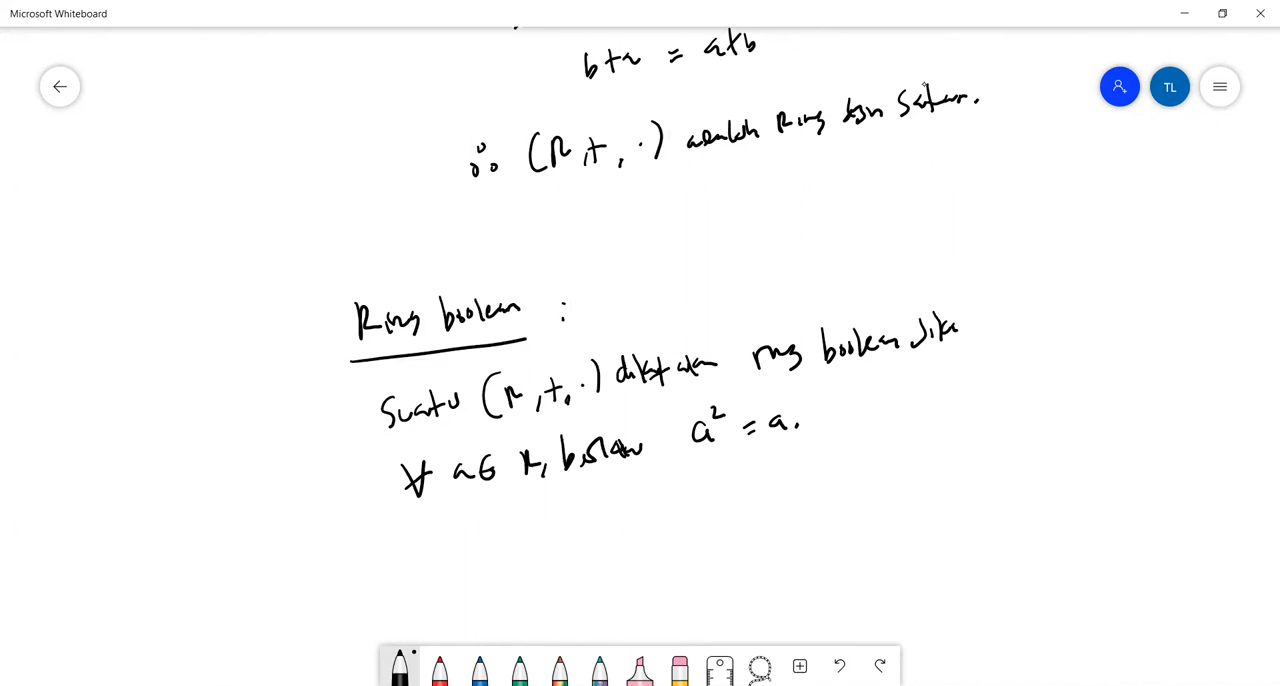 Microsoft Whiteboard
b+a = a+b
TL
∴ (R,+,·) adalah Ring dgn Satuan.
Ring boolean :
Suatu (R,+,·) dikatakan ring boolean Jika
∀ a∈ R, berlaku a² = a.